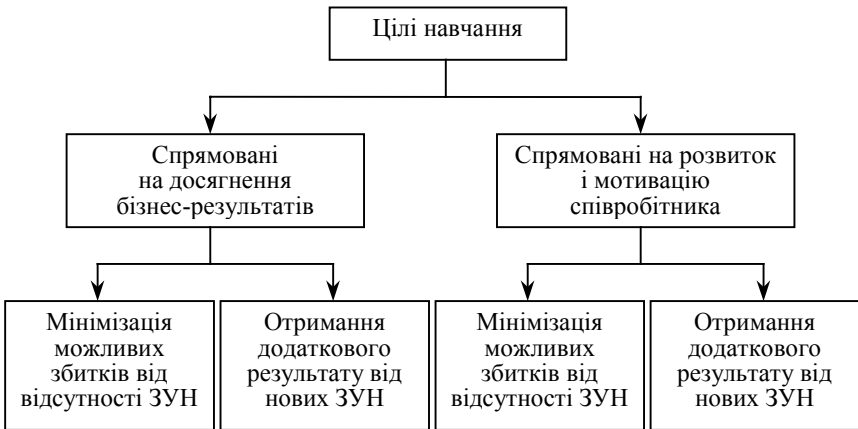 Цілі навчання
Спрямовані
на досягнення
бізнес-результатів
Спрямовані на розвиток
і мотивацію
співробітника
Мінімізація
можливих
збитків від
відсутності ЗУН
Отримання
додаткового
результату від
нових ЗУН
Мінімізація
можливих
збитків від
відсутності ЗУН
Отримання
додаткового
результату від
нових ЗУН